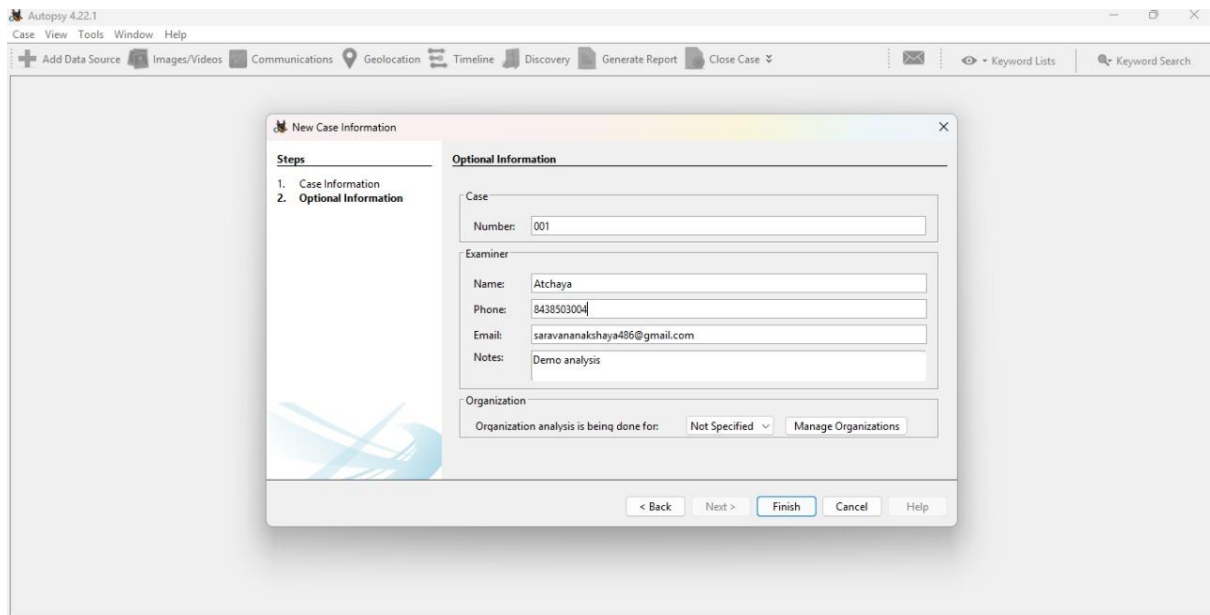 Autopsy 4.22.1
Case View Tools Window Help
Add Data Source Images/Videos Communications Geolocation Timeline Discovery Generate Report Close Case Keyword Lists Keyword Search
New Case Information
Steps
Optional Information
1. Case Information
2. Optional Information
Case
Number: 001
Examiner
Name: Atchaya
Phone: 8438503004
Email: saravananakshaya486@gmail.com
Notes: Demo analysis
Organization
Organization analysis is being done for: Not Specified Manage Organizations
< Back Next > Finish Cancel Help